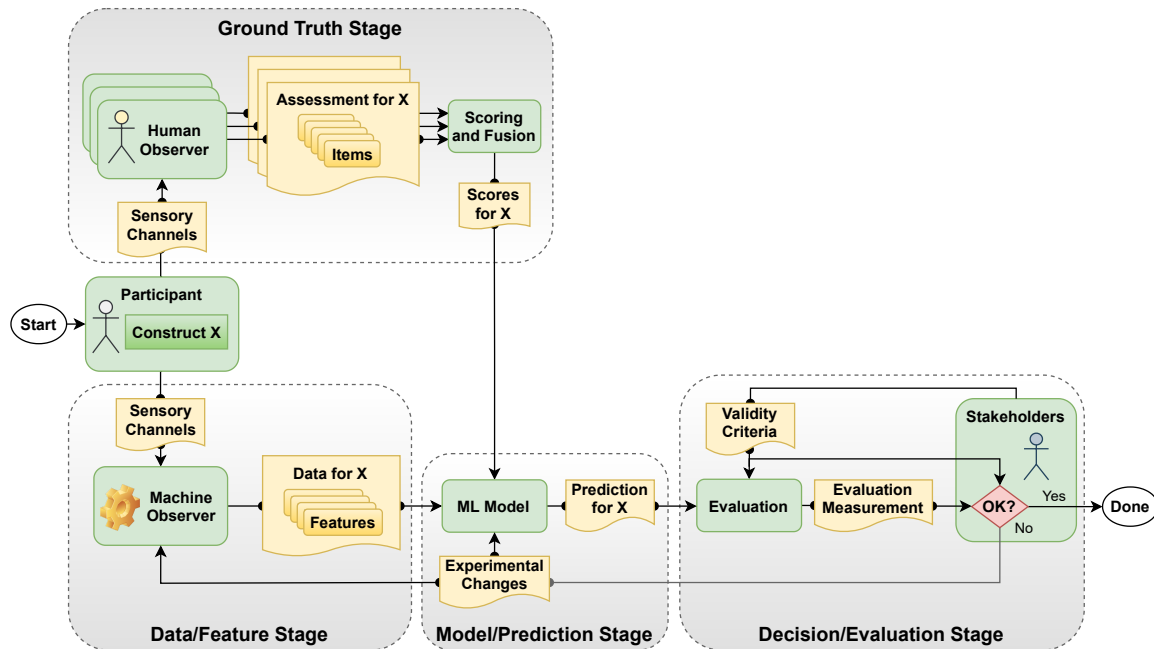 Ground Truth Stage
Human
Observer
Assessment for X
Items
Scoring
and Fusion
Sensory
Channels
Scores
for X
Start
Participant
Construct X
Sensory
Channels
Machine
Observer
Data for X
Features
Data/Feature Stage
ML Model
Prediction
for X
Experimental
Changes
Model/Prediction Stage
Validity
Criteria
Stakeholders
Evaluation
Evaluation
Measurement
OK?
Yes
No
Done
Decision/Evaluation Stage